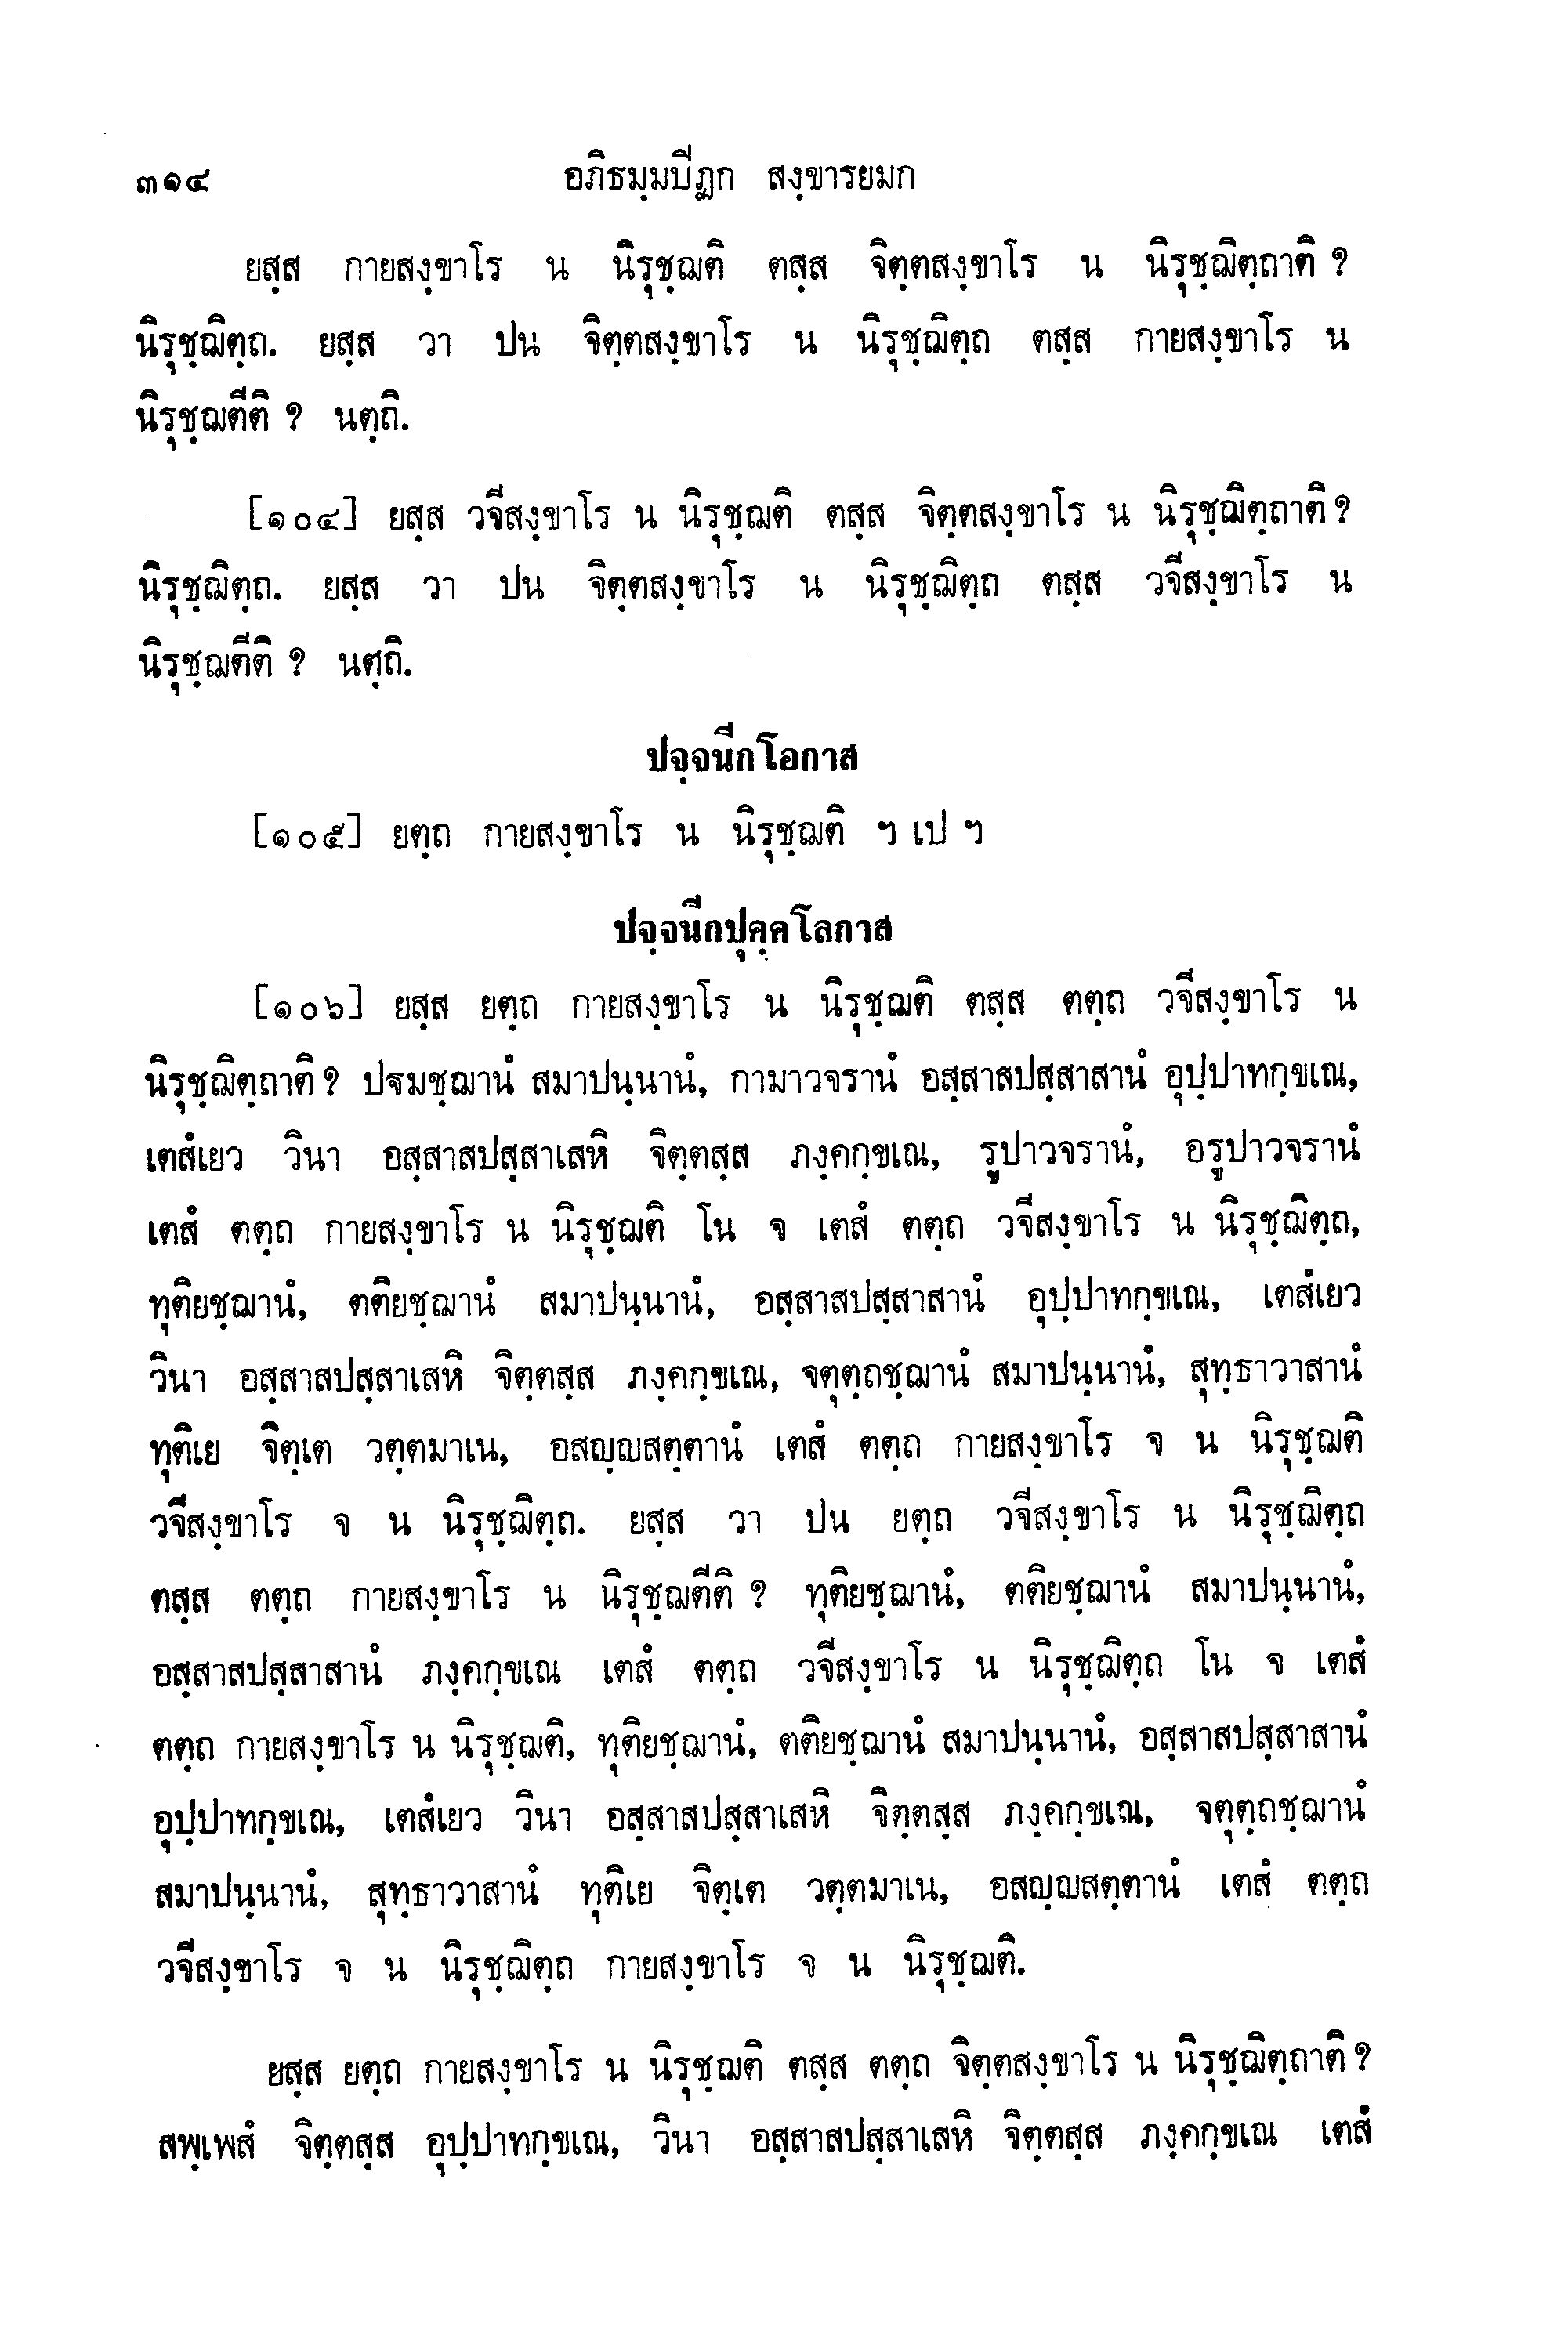 ๓๑๔ อภิธมฺมปีฏก สงฺขารยมก
ยสฺส กายสงฺขาโร น นิรุชฺฌติ ตสฺส จิตฺตสงฺขาโร น นิรุชฺฌิตฺถาติ ?
นิรุชฺฌิตฺถ. ยสฺส วา ปน จิตฺตสงฺขาโร น นิรุชฺฌิตฺถ ตสฺส กายสงฺขาโร น
นิรุชฺฌตีติ ? นตฺถิ.
[๑๐๔] ยสฺส วจีสงฺขาโร น นิรุชฺฌติ ตสฺส จิตฺตสงฺขาโร น นิรุชฺฌิตฺถาติ ?
นิรุชฺฌิตฺถ. ยสฺส วา ปน จิตฺตสงฺขาโร น นิรุชฺฌิตฺถ ตสฺส วจีสงฺขาโร น
นิรุชฺฌตีติ ? นตฺถิ.
ปจฺจนีกโอกาส
[๑๐๕] ยตฺถ กายสงฺขาโร น นิรุชฺฌติ ฯ เป ฯ
ปจฺจนีกปุคฺคโลกาส
[๑๐๖] ยสฺส ยตฺถ กายสงฺขาโร น นิรุชฺฌติ ตสฺส ตตฺถ วจีสงฺขาโร น
นิรุชฺฌิตฺถาติ ? ปฐมชฺฌานํ สมาปนฺนานํ, กามาวจรานํ อสฺสาสปสฺสาสานํ อุปฺปาทกฺขเณ,
เตสํเยว วินา อสฺสาสปสฺสาเสหิ จิตฺตสฺส ภงฺคกฺขเณ, รูปาวจรานํ, อรูปาวจรานํ
เตสํ ตตฺถ กายสงฺขาโร น นิรุชฺฌติ โน จ เตสํ ตตฺถ วจีสงฺขาโร น นิรุชฺฌิตฺถ,
ทุติยชฺฌานํ, ตติยชฺฌานํ สมาปนฺนานํ, อสฺสาสปสฺสาสานํ อุปฺปาทกฺขเณ, เตสํเยว
วินา อสฺสาสปสฺสาเสหิ จิตฺตสฺส ภงฺคกฺขเณ, จตุตฺถชฺฌานํ สมาปนฺนานํ, สุทฺธาวาสานํ
ทุติเย จิตฺเต วตฺตมาเน, อสญฺญสตฺตานํ เตสํ ตตฺถ กายสงฺขาโร จ น นิรุชฺฌติ
วจีสงฺขาโร จ น นิรุชฺฌิตฺถ. ยสฺส วา ปน ยตฺถ วจีสงฺขาโร น นิรุชฺฌิตฺถ
ตสฺส ตตฺถ กายสงฺขาโร น นิรุชฺฌตีติ ? ทุติยชฺฌานํ, ตติยชฺฌานํ สมาปนฺนานํ,
อสฺสาสปสฺสาสานํ ภงฺคกฺขเณ เตสํ ตตฺถ วจีสงฺขาโร น นิรุชฺฌิตฺถ โน จ เตสํ
ตตฺถ กายสงฺขาโร น นิรุชฺฌติ, ทุติยชฺฌานํ, ตติยชฺฌานํ สมาปนฺนานํ, อสฺสาสปสฺสาสานํ
อุปฺปาทกฺขเณ, เตสํเยว วินา อสฺสาสปสฺสาเสหิ จิตฺตสฺส ภงฺคกฺขเณ, จตุตฺถชฺฌานํ
สมาปนฺนานํ, สุทฺธาวาสานํ ทุติเย จิตฺเต วตฺตมาเน, อสญฺญสตฺตานํ เตสํ ตตฺถ
วจีสงฺขาโร จ น นิรุชฺฌิตฺถ กายสงฺขาโร จ น นิรุชฺฌติ.
ยสฺส ยตฺถ กายสงฺขาโร น นิรุชฺฌติ ตสฺส ตตฺถ จิตฺตสงฺขาโร น นิรุชฺฌิตฺถาติ ?
สพฺเพสํ จิตฺตสฺส อุปฺปาทกฺขเณ, วินา อสฺสาสปสฺสาเสหิ จิตฺตสฺส ภงฺคกฺขเณ เตสํ